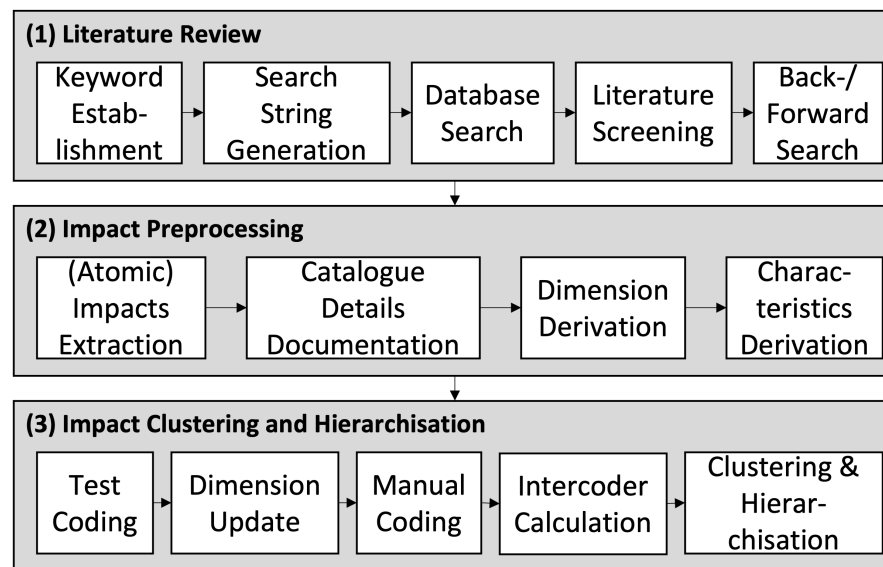 (1) Literature Review
Keyword
Estab-
lishment
Search
String
Generation
Database
Search
Literature
Screening
Back-/
Forward
Search
(2) Impact Preprocessing
(Atomic)
Impacts
Extraction
Catalogue
Details
Documentation
Dimension
Derivation
Charac-
teristics
Derivation
(3) Impact Clustering and Hierarchisation
Test
Coding
Dimension
Update
Manual
Coding
Intercoder
Calculation
Clustering &
Hierar-
chisation